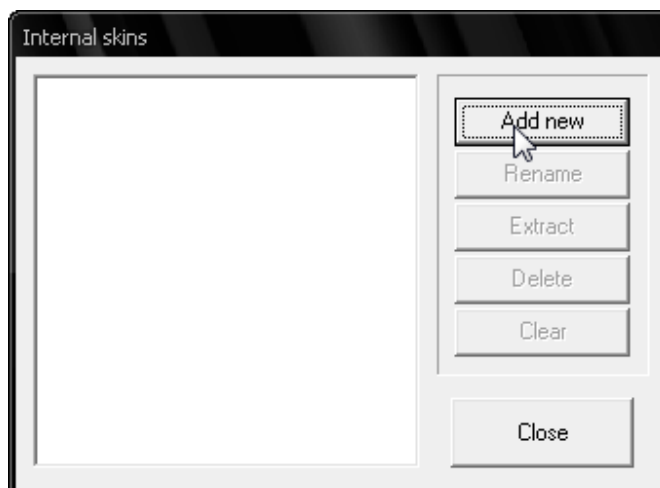 Internal skins
Add new
Rename
Extract
Delete
Clear
Close